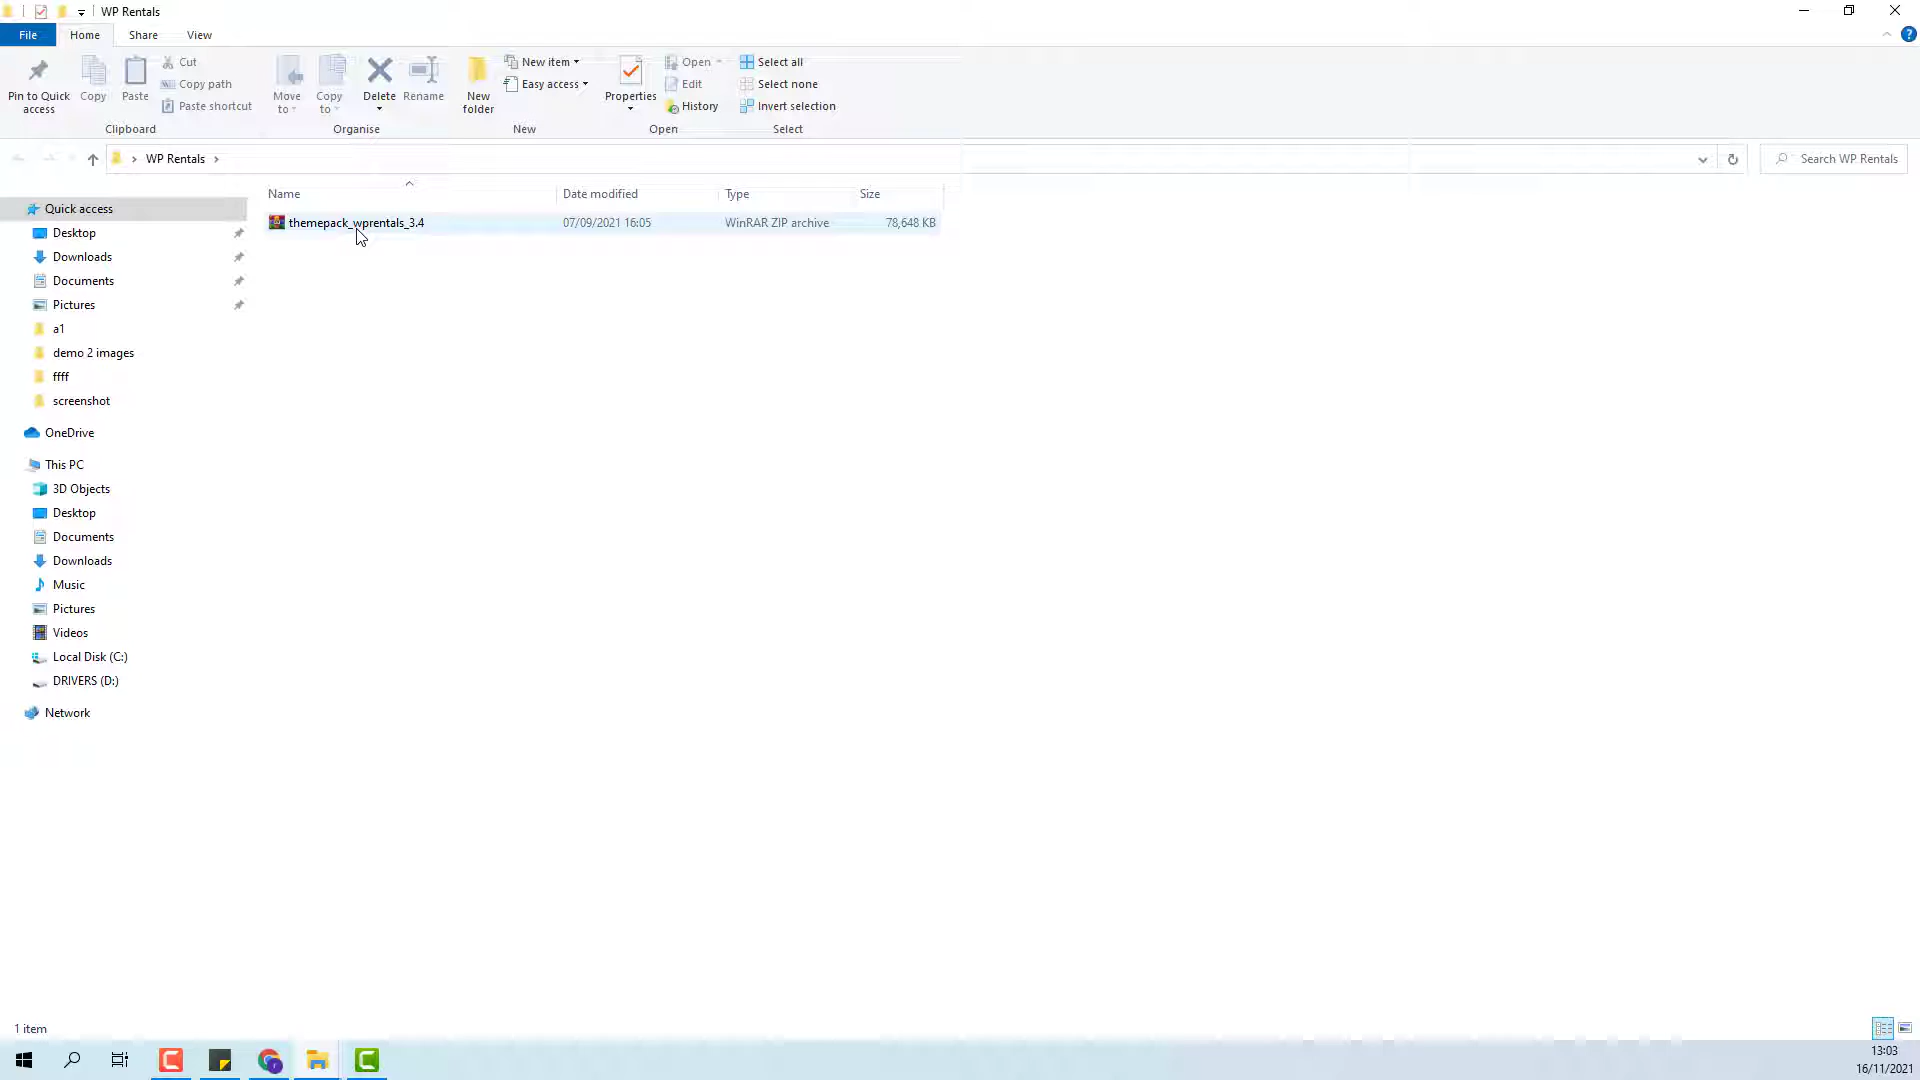 WP Rentals
File Home Share View
Pin to Quick access
Copy
Paste
Cut
Copy path
Paste shortcut
Move to
Copy to
Delete
Rename
New folder
New item
Easy access
Properties
Open
Edit
History
Select all
Select none
Invert selection
Clipboard Organise New Open Select
WP Rentals
Search WP Rentals
Name Date modified Type Size
themepack_wprentals_3.4 07/09/2021 16:05 WinRAR ZIP archive 78,648 KB
Quick access
Desktop
Downloads
Documents
Pictures
a1
demo 2 images
ffff
screenshot
OneDrive
This PC
3D Objects
Desktop
Documents
Downloads
Music
Pictures
Videos
Local Disk (C:)
DRIVERS (D:)
Network
1 item
13:03
16/11/2021